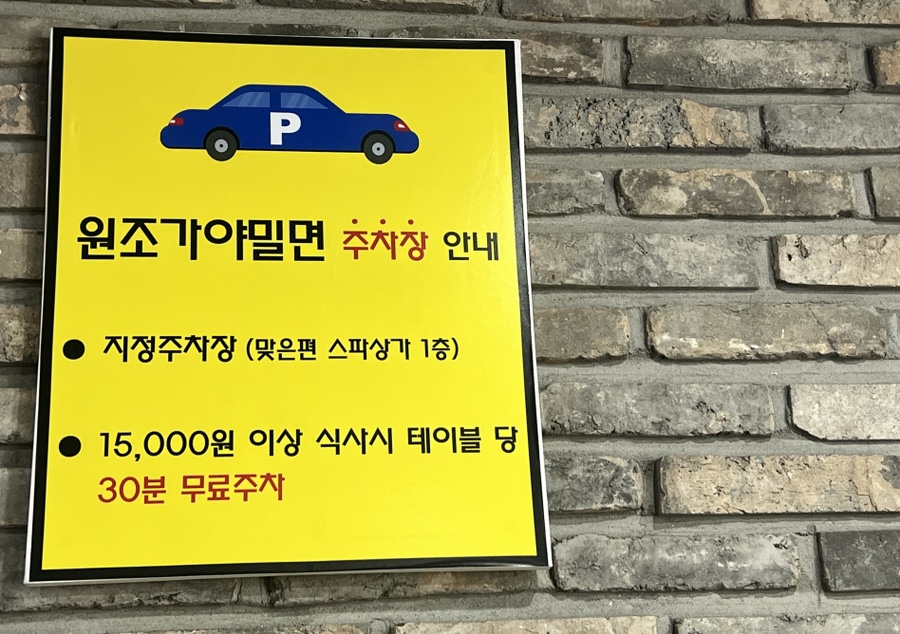 P
원조가야밀면 주차장 안내
● 지정주차장 (맞은편 스파상가 1층)
● 15,000원 이상 식사시 테이블 당
30분 무료주차